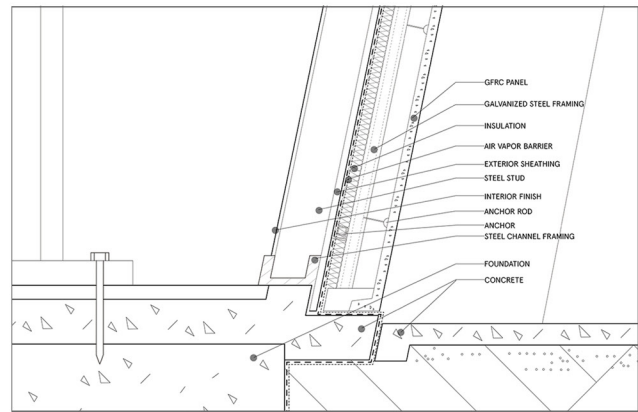 GFRC PANEL
GALVANIZED STEEL FRAMING
INSULATION
AIR VAPOR BARRIER
EXTERIOR SHEATHING
STEEL STUD
INTERIOR FINISH
ANCHOR ROD
ANCHOR
STEEL CHANNEL FRAMING
FOUNDATION
CONCRETE